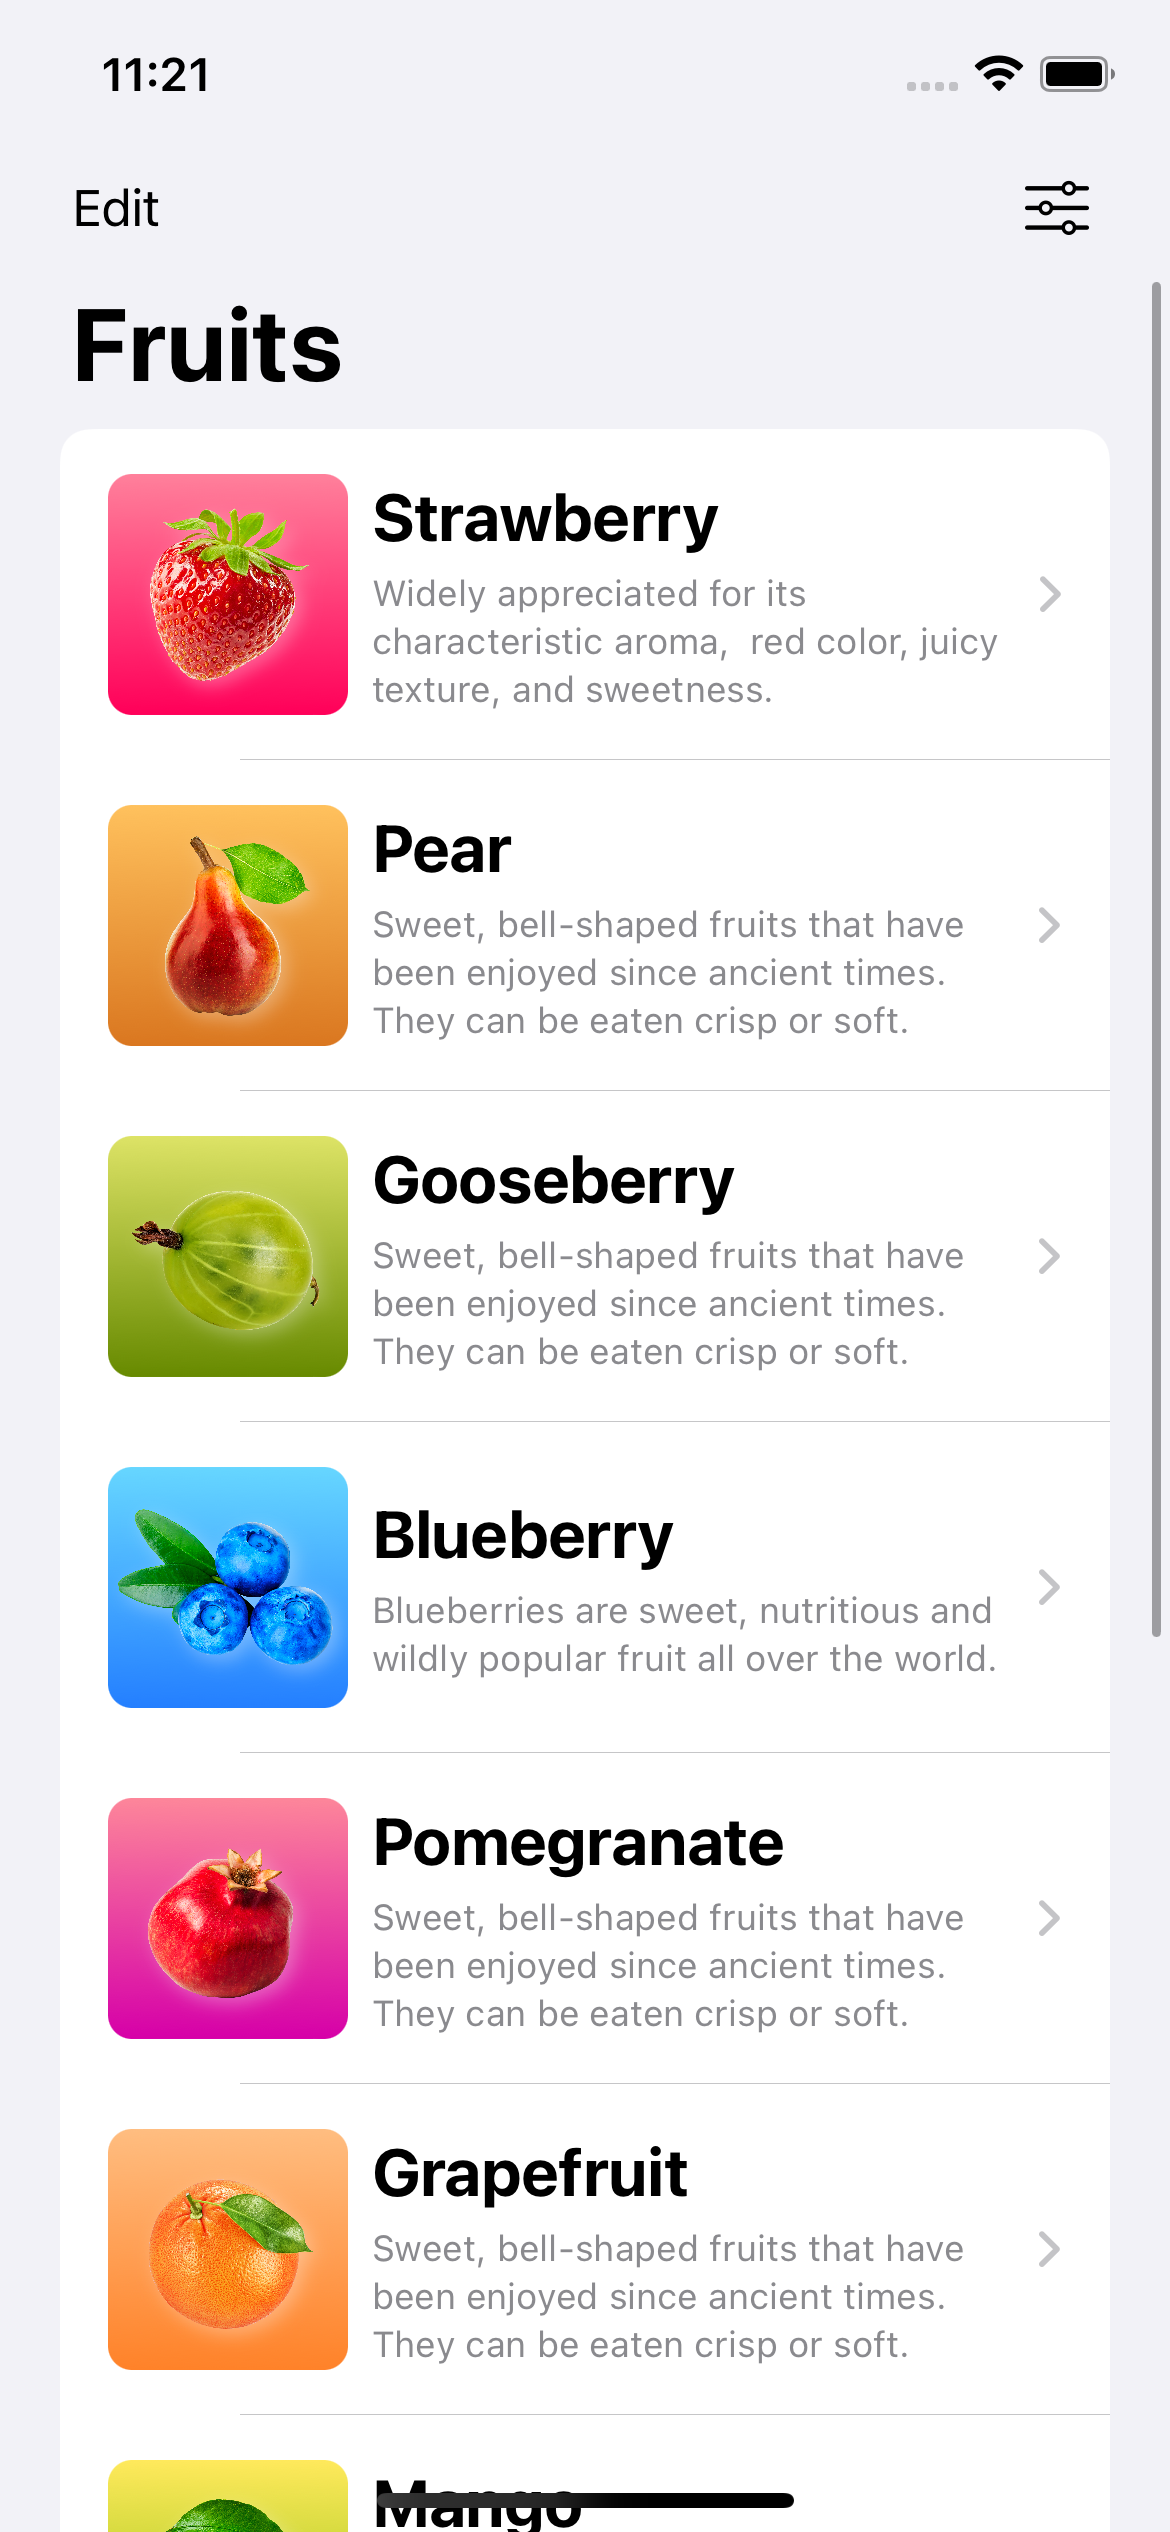 11:21
Edit
Fruits
Strawberry
Widely appreciated for its
characteristic aroma,  red color, juicy
texture, and sweetness.
Pear
Sweet, bell-shaped fruits that have
been enjoyed since ancient times.
They can be eaten crisp or soft.
Gooseberry
Sweet, bell-shaped fruits that have
been enjoyed since ancient times.
They can be eaten crisp or soft.
Blueberry
Blueberries are sweet, nutritious and
wildly popular fruit all over the world.
Pomegranate
Sweet, bell-shaped fruits that have
been enjoyed since ancient times.
They can be eaten crisp or soft.
Grapefruit
Sweet, bell-shaped fruits that have
been enjoyed since ancient times.
They can be eaten crisp or soft.
Mango